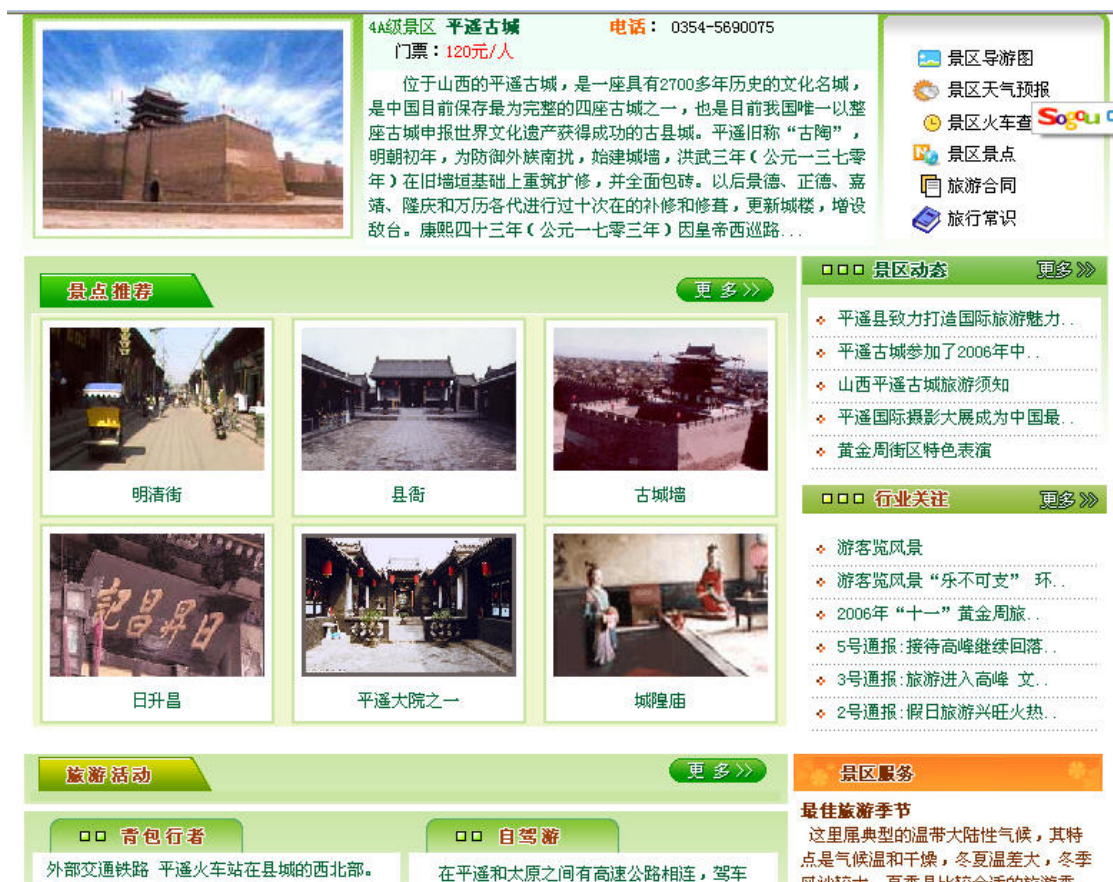 4A级景区 平遥古城 电话： 0354-5690075
门票：120元/人
位于山西的平遥古城，是一座具有2700多年历史的文化名城，
是中国目前保存最为完整的四座古城之一，也是目前我国唯一以整
座古城申报世界文化遗产获得成功的古县城。平遥旧称“古陶”，
明朝初年，为防御外族南扰，始建城墙，洪武三年（公元一三七零
年）在旧墙垣基础上重筑扩修，并全面包砖。以后景德、正德、嘉
靖、隆庆和万历各代进行过十次在的补修和修葺，更新城楼，增设
敌台。康熙四十三年（公元一七零三年）因皇帝西巡路...
景区导游图
景区天气预报
景区火车查
Sogou
景区景点
旅游合同
旅行常识
景点推荐
更多>>
明清街
县衙
古城墙
日昇昌記
日升昌
平遥大院之一
城隍庙
景区动态 更多>>
平遥县致力打造国际旅游魅力..
平遥古城参加了2006年中..
山西平遥古城旅游须知
平遥国际摄影大展成为中国最..
黄金周街区特色表演
行业关注 更多>>
游客览风景
游客览风景“乐不可支” 环..
2006年“十一”黄金周旅..
5号通报:接待高峰继续回落..
3号通报:旅游进入高峰 文..
2号通报:假日旅游兴旺火热..
旅游活动
更多>>
背包行者
外部交通铁路 平遥火车站在县城的西北部。
自驾游
在平遥和太原之间有高速公路相连，驾车
景区服务
最佳旅游季节
这里属典型的温带大陆性气候，其特
点是气候温和干燥，冬夏温差大，冬季